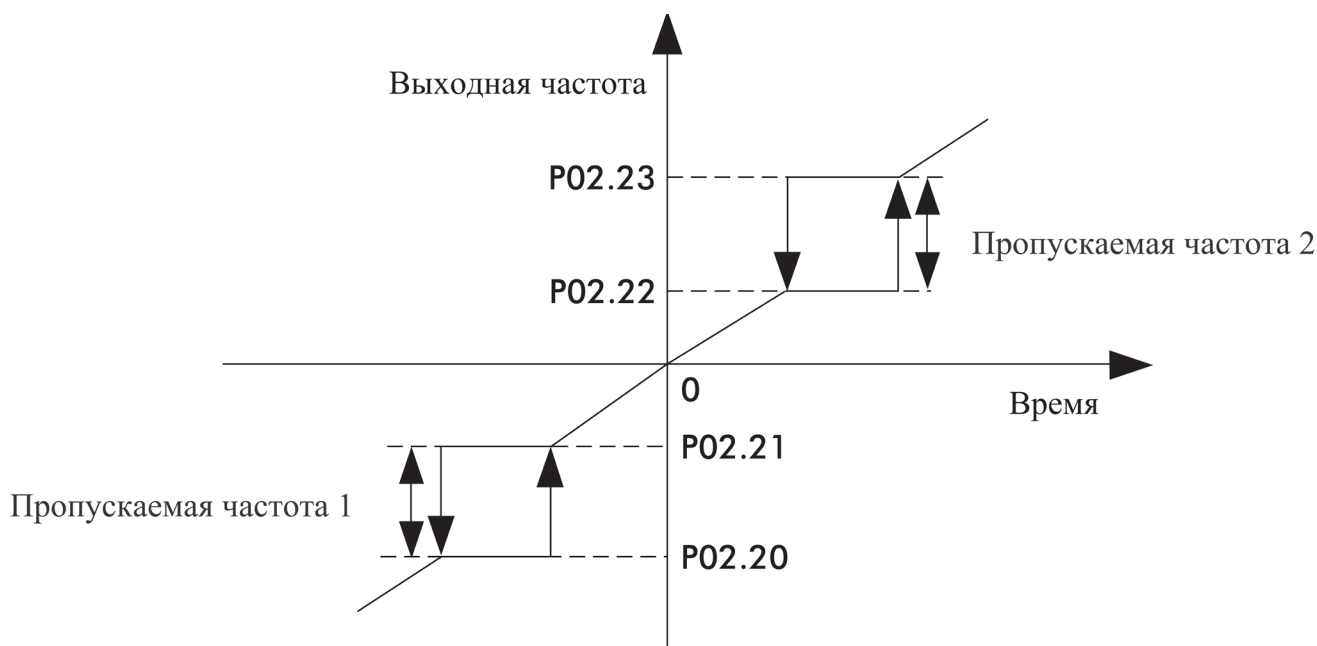 Выходная частота
P02.23
Пропускаемая частота 2
P02.22
0
Время
P02.21
Пропускаемая частота 1
P02.20